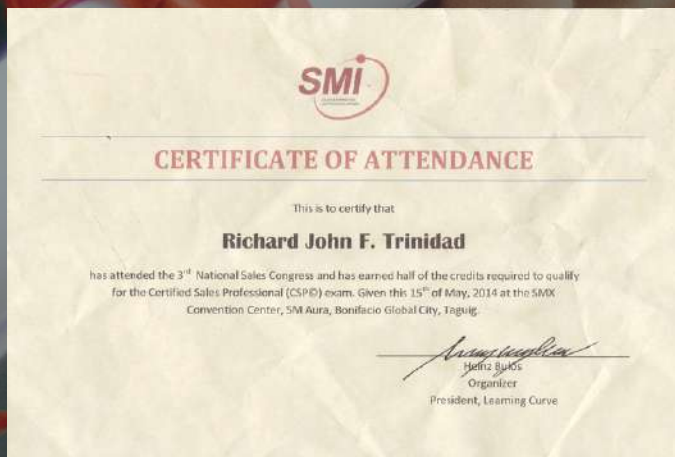 SMI
CERTIFICATE OF ATTENDANCE
This is to certify that
Richard John F. Trinidad
has attended the 3rd National Sales Congress and has earned half of the credits required to qualify
for the Certified Sales Professional (CSP©) exam. Given this 15th of May, 2014 at the SMX
Convention Center, SM Aura, Bonifacio Global City, Taguig.
Heinz Bulos
Organizer
President, Learning Curve